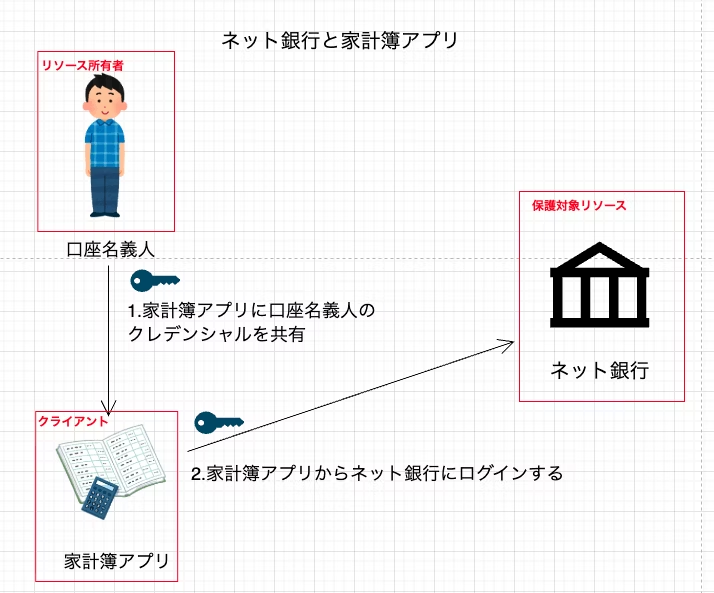 ネット銀行と家計簿アプリ
リソース所有者
口座名義人
1.家計簿アプリに口座名義人の
クレデンシャルを共有
保護対象リソース
ネット銀行
クライアント
2.家計簿アプリからネット銀行にログインする
家計簿アプリ